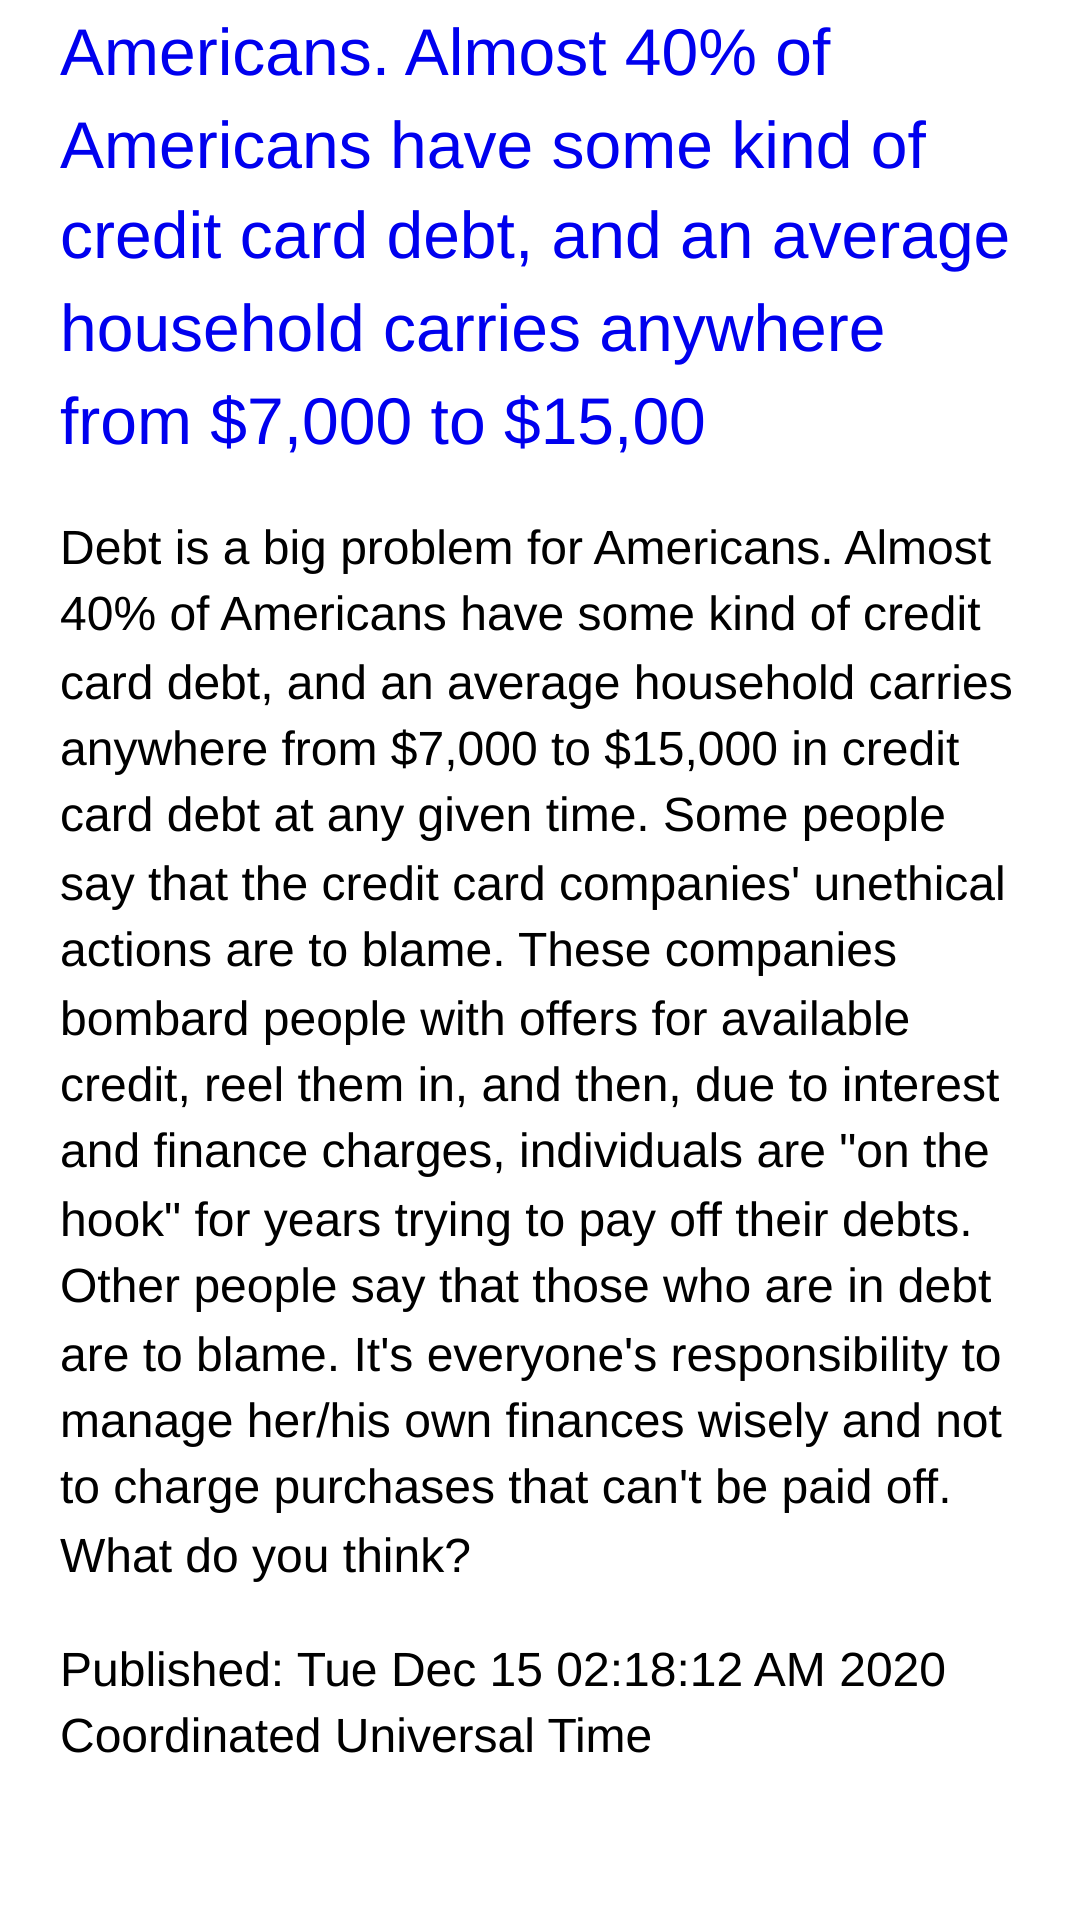 Americans. Almost 40% of
Americans have some kind of
credit card debt, and an average
household carries anywhere
from $7,000 to $15,00
Debt is a big problem for Americans. Almost
40% of Americans have some kind of credit
card debt, and an average household carries
anywhere from $7,000 to $15,000 in credit
card debt at any given time. Some people
say that the credit card companies' unethical
actions are to blame. These companies
bombard people with offers for available
credit, reel them in, and then, due to interest
and finance charges, individuals are "on the
hook" for years trying to pay off their debts.
Other people say that those who are in debt
are to blame. It's everyone's responsibility to
manage her/his own finances wisely and not
to charge purchases that can't be paid off.
What do you think?
Published: Tue Dec 15 02:18:12 AM 2020
Coordinated Universal Time